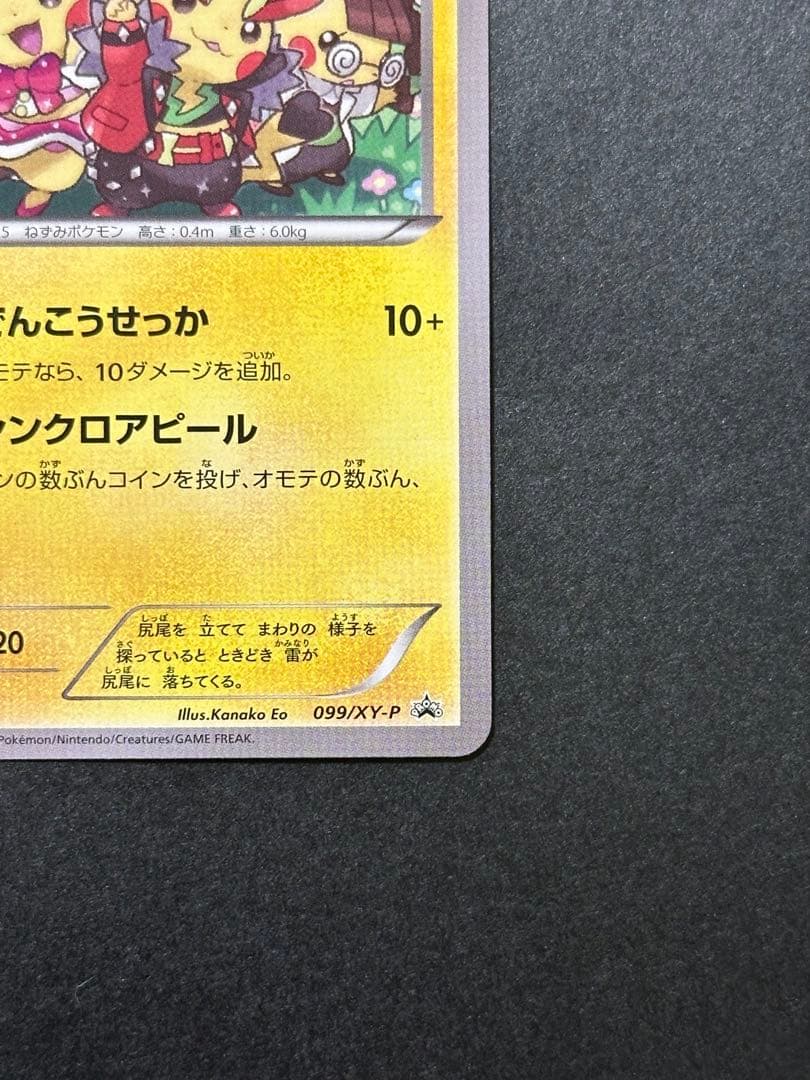 5 ねずみポケモン 高さ：0.4m 重さ：6.0kg
でんこうせっか 10+
モテなら、10ダメージを追加。
ンクロアピール
ンの数ぶんコインを投げ、オモテの数ぶん、
20
尻尾を 立てて まわりの 様子を
探っていると ときどき 雷が
尻尾に 落ちてくる。
Illus.Kanako Eo 099/XY-P
Pokémon/Nintendo/Creatures/GAME FREAK.